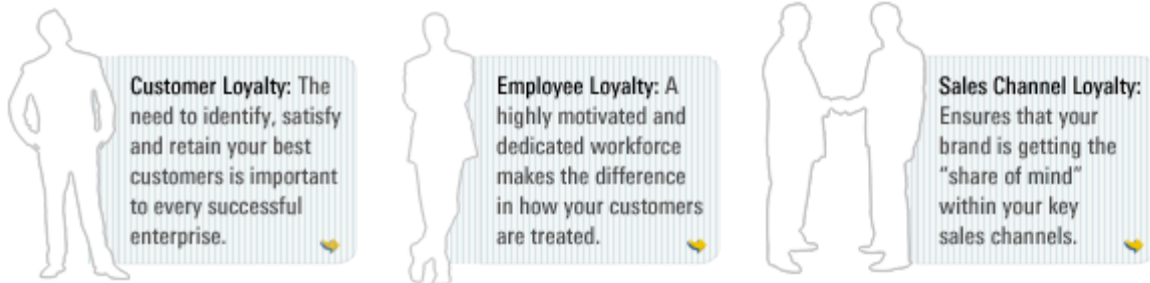 Customer Loyalty: The
need to identify, satisfy
and retain your best
customers is important
to every successful
enterprise.
Employee Loyalty: A
highly motivated and
dedicated workforce
makes the difference
in how your customers
are treated.
Sales Channel Loyalty:
Ensures that your
brand is getting the
“share of mind”
within your key
sales channels.